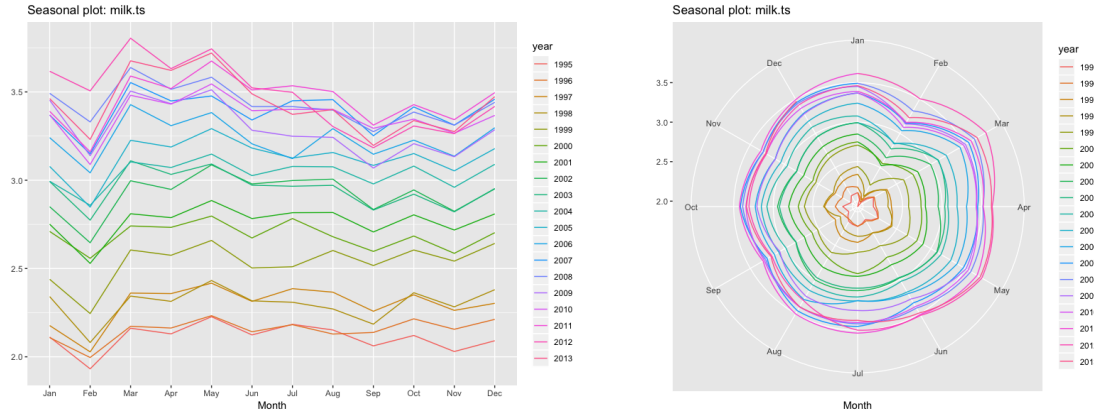 Seasonal plot: milk.ts
3.5
3.0
2.5
2.0
Jan Feb Mar Apr May Jun Jul Aug Sep Oct Nov Dec
Month
year
1995
1996
1997
1998
1999
2000
2001
2002
2003
2004
2005
2006
2007
2008
2009
2010
2011
2012
2013
Seasonal plot: milk.ts
3.5
3.0
2.5
2.0
Jan
Feb
Mar
Apr
May
Jun
Jul
Aug
Sep
Oct
Nov
Dec
Month
year
199
199
199
199
199
200
200
200
200
200
200
200
200
200
200
201
201
201
201